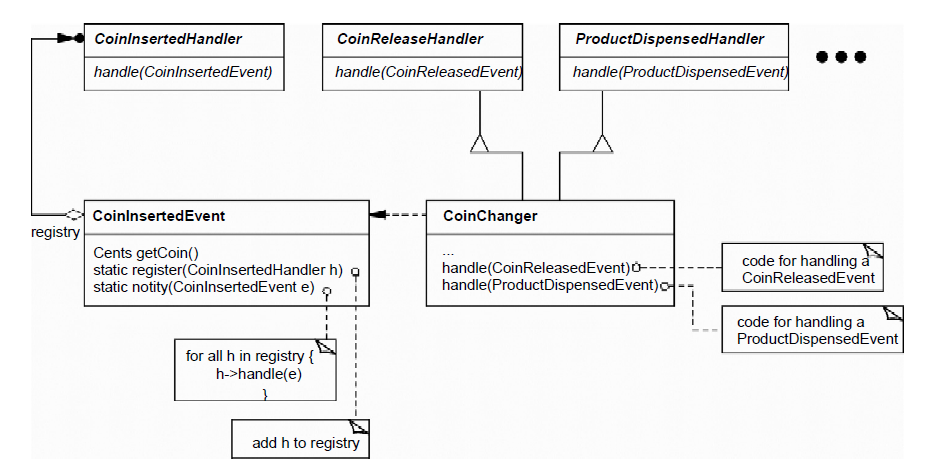 CoinInsertedHandler
handle(CoinInsertedEvent)
CoinReleaseHandler
handle(CoinReleasedEvent)
ProductDispensedHandler
handle(ProductDispensedEvent)
registry
CoinInsertedEvent
Cents getCoin()
static register(CoinInsertedHandler h)
static notity(CoinInsertedEvent e)
CoinChanger
...
handle(CoinReleasedEvent)
handle(ProductDispensedEvent)
code for handling a
CoinReleasedEvent
code for handling a
ProductDispensedEvent
for all h in registry {
h->handle(e)
}
add h to registry